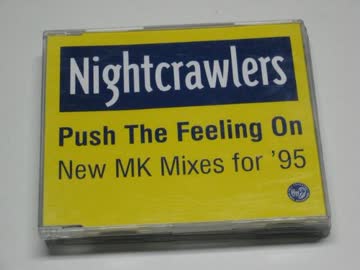 Nightcrawlers
Push The Feeling On
New MK Mixes for '95